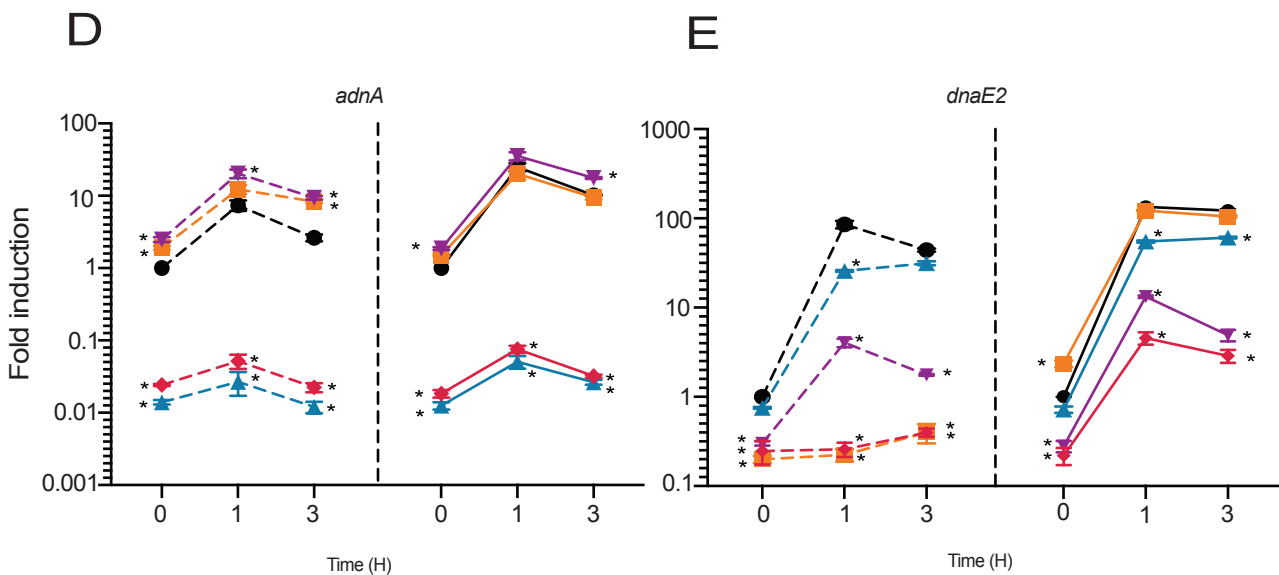 D
adnA
Fold induction
100
10
1
0.1
0.01
0.001
* * * * * *
* * * * * *
* *
* * * * * *
0 1 3 0 1 3
Time (H)
E
dnaE2
1000
100
10
1
0.1
* * * * * * * * *
* * * * * * * * *
0 1 3 0 1 3
Time (H)